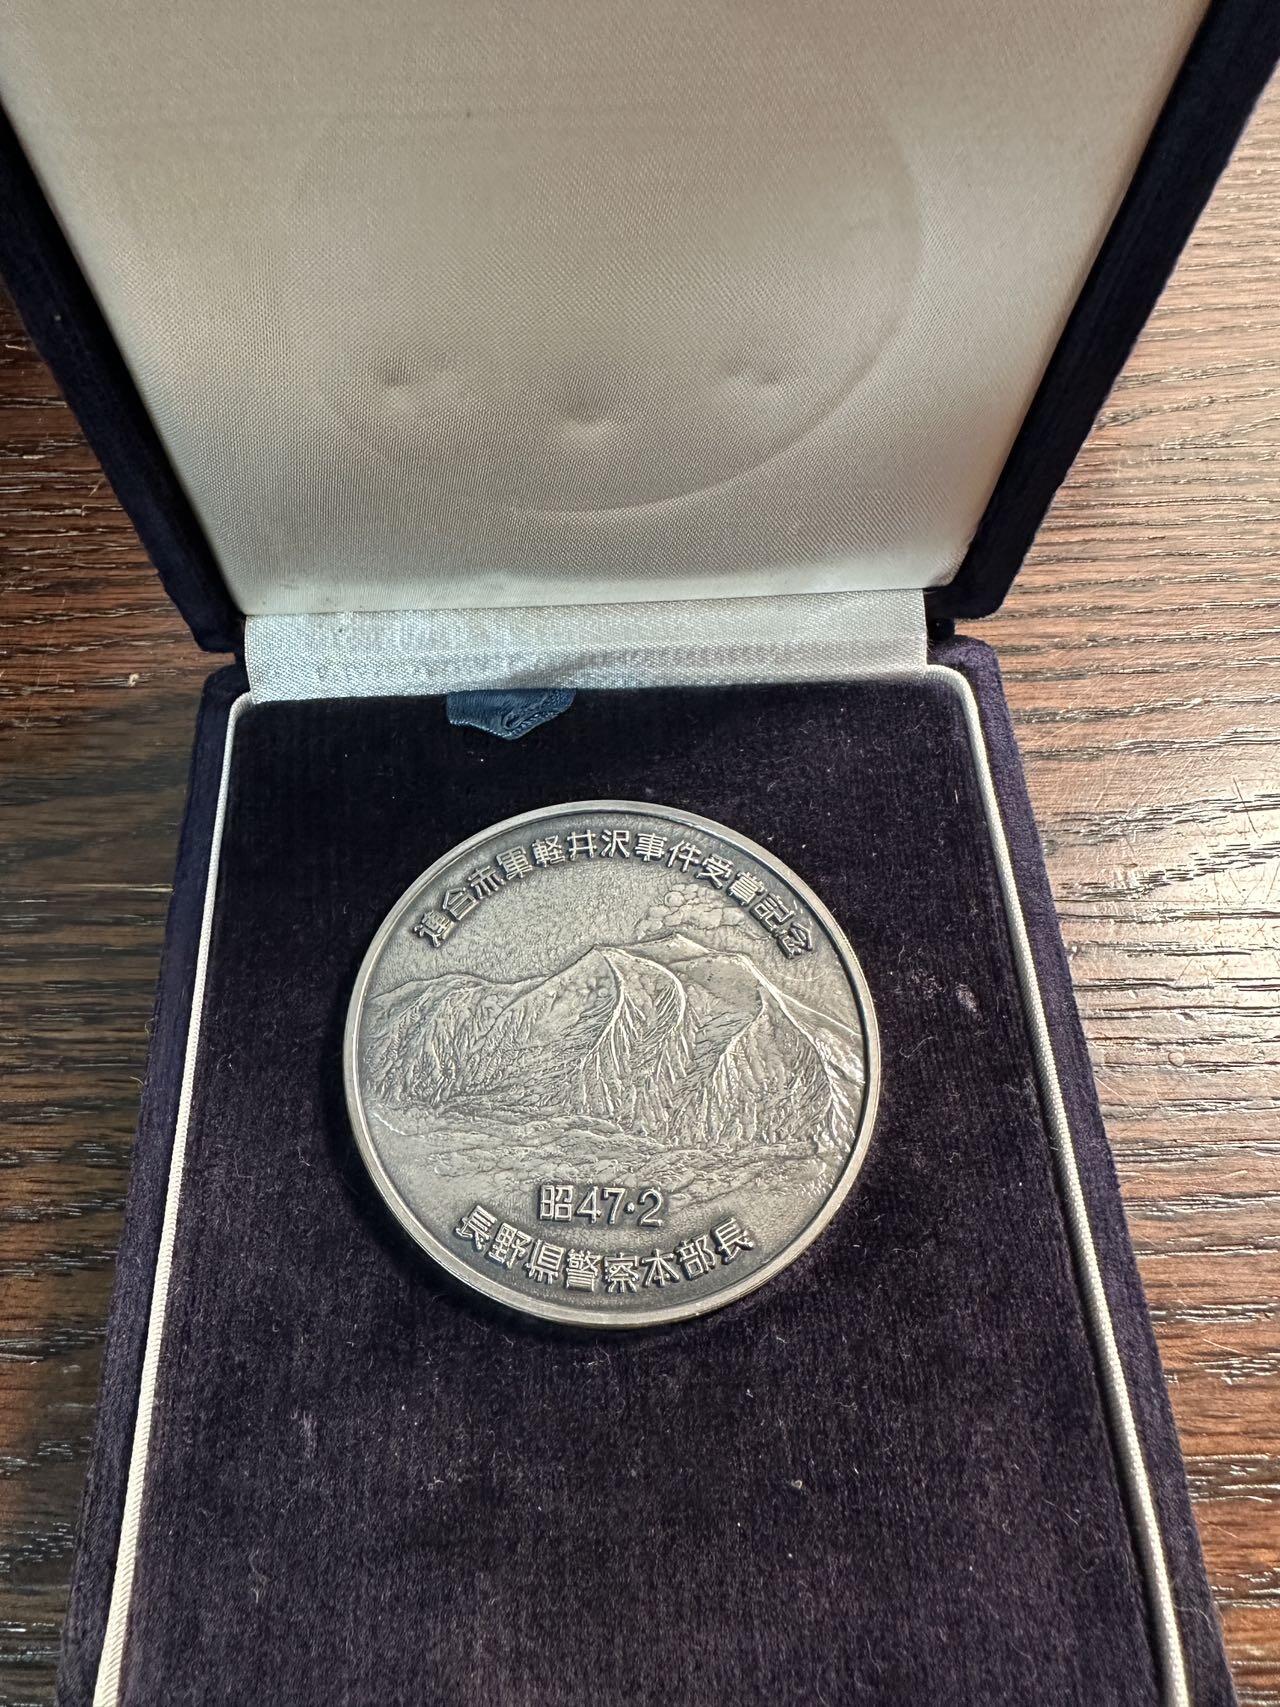 連合赤軍軽井沢事件受賞記念
昭47・2
長野県警察本部長